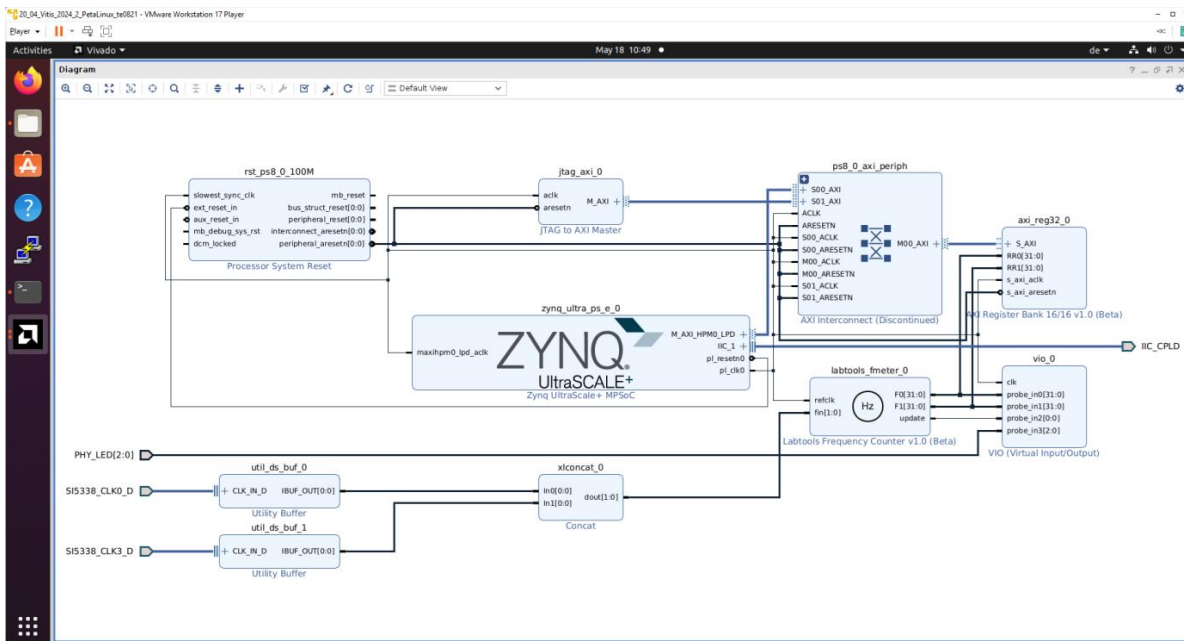 20_04_Vitis_2024_2_PetaLinux_te0821 - VMware Workstation 17 Player
Player
Activities
Vivado
May 18 10:49
de
Diagram
Default View
rst_ps8_0_100M
slowest_sync_clk
mb_reset
ext_reset_in
bus_struct_reset[0:0]
aux_reset_in
peripheral_reset[0:0]
mb_debug_sys_rst
interconnect_aresetn[0:0]
dcm_locked
peripheral_aresetn[0:0]
Processor System Reset
jtag_axi_0
aclk
aresetn
M_AXI
JTAG to AXI Master
ps8_0_axi_periph
S00_AXI
S01_AXI
ACLK
ARESETN
S00_ACLK
S00_ARESETN
M00_ACLK
M00_ARESETN
S01_ACLK
S01_ARESETN
M00_AXI
AXI Interconnect (Discontinued)
axi_reg32_0
S_AXI
RR0[31:0]
RR1[31:0]
s_axi_aclk
s_axi_aresetn
AXI Register Bank 16/16 v1.0 (Beta)
zynq_ultra_ps_e_0
maxihpm0_lpd_aclk
ZYNQ
UltraSCALE+
M_AXI_HPM0_LPD
IIC_1
pl_resetn0
pl_clk0
Zynq UltraScale+ MPSoC
IIC_CPLD
labtools_fmeter_0
refclk
fin[1:0]
Hz
F0[31:0]
F1[31:0]
update
Labtools Frequency Counter v1.0 (Beta)
vio_0
clk
probe_in0[31:0]
probe_in1[31:0]
probe_in2[0:0]
probe_in3[2:0]
VIO (Virtual Input/Output)
PHY_LED[2:0]
util_ds_buf_0
SI5338_CLK0_D
CLK_IN_D
IBUF_OUT[0:0]
Utility Buffer
xlconcat_0
In0[0:0]
In1[0:0]
dout[1:0]
Concat
util_ds_buf_1
SI5338_CLK3_D
CLK_IN_D
IBUF_OUT[0:0]
Utility Buffer